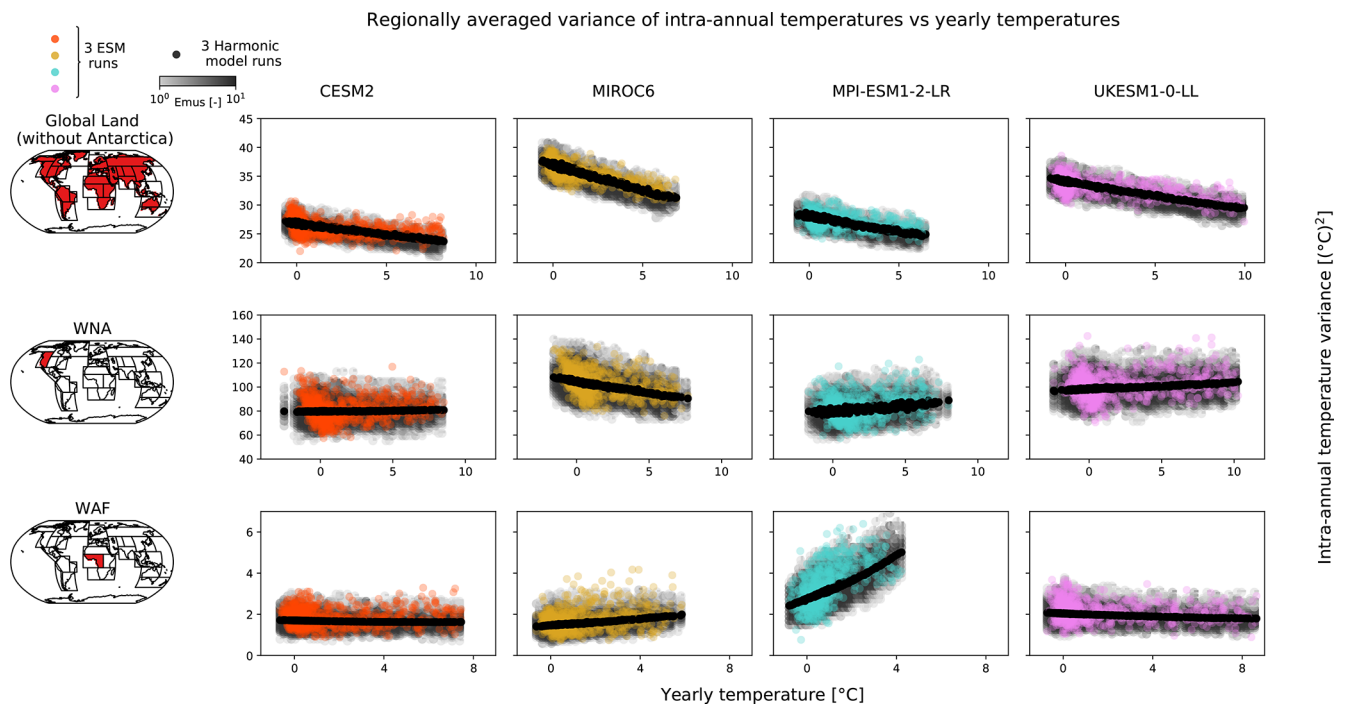 Regionally averaged variance of intra-annual temperatures vs yearly temperatures
3 ESM
runs
3 Harmonic
model runs
10⁰ Emus [-] 10¹
CESM2 MIROC6 MPI-ESM1-2-LR UKESM1-0-LL
Global Land
(without Antarctica)
45
40
35
30
25
20
0 5 10 0 5 10 0 5 10 0 5 10
WNA
160
140
120
100
80
60
40
0 5 10 0 5 10 0 5 10 0 5 10
WAF
6
4
2
0
0 4 8 0 4 8 0 4 8 0 4 8
Yearly temperature [°C]
Intra-annual temperature variance [(°C)²]